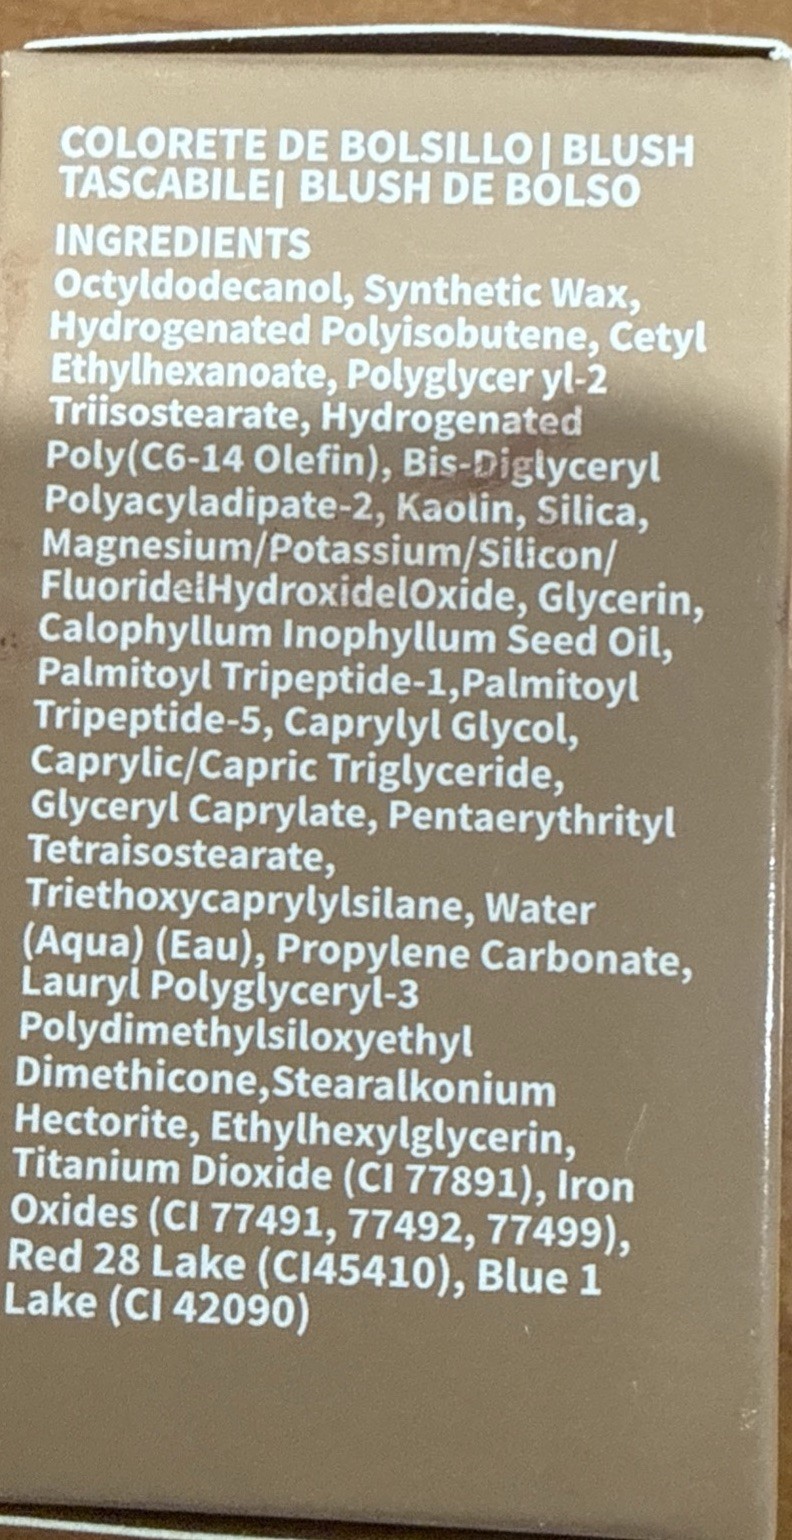 COLORETE DE BOLSILLO| BLUSH
TASCABILE| BLUSH DE BOLSO
INGREDIENTS
Octyldodecanol, Synthetic Wax,
Hydrogenated Polyisobutene, Cetyl
Ethylhexanoate, Polyglycer yl-2
Triisostearate, Hydrogenated
Poly(C6-14 Olefin), Bis-Diglyceryl
Polyacyladipate-2, Kaolin, Silica,
Magnesium/Potassium/Silicon/
FluoridelHydroxidelOxide, Glycerin,
Calophyllum Inophyllum Seed Oil,
Palmitoyl Tripeptide-1,Palmitoyl
Tripeptide-5, Caprylyl Glycol,
Caprylic/Capric Triglyceride,
Glyceryl Caprylate, Pentaerythrityl
Tetraisostearate,
Triethoxycaprylylsilane, Water
(Aqua) (Eau), Propylene Carbonate,
Lauryl Polyglyceryl-3
Polydimethylsiloxyethyl
Dimethicone,Stearalkonium
Hectorite, Ethylhexylglycerin,
Titanium Dioxide (CI 77891), Iron
Oxides (CI 77491, 77492, 77499),
Red 28 Lake (CI45410), Blue 1
Lake (CI 42090)